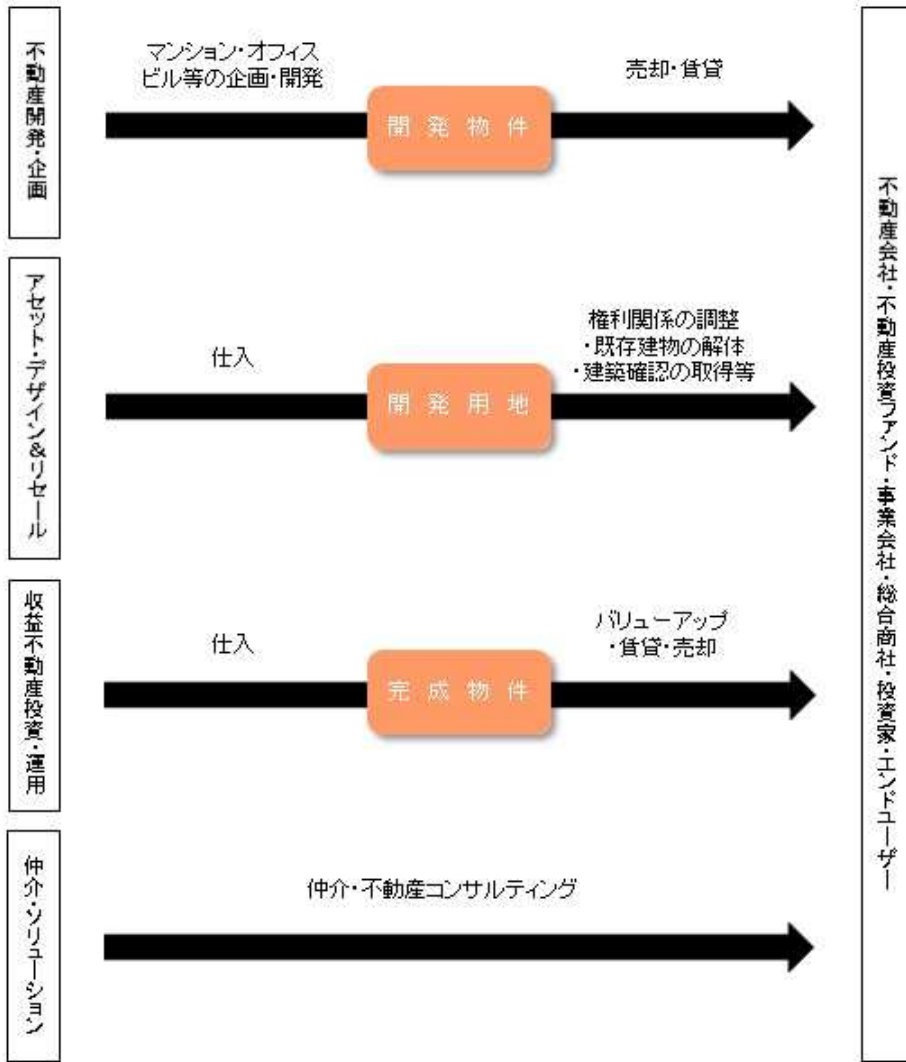 不動産開発・企画
マンション・オフィス
ビル等の企画・開発
開発物件
売却・賃貸
アセット・デザイン&リセール
仕入
開発用地
権利関係の調整
・既存建物の解体
・建築確認の取得等
収益不動産投資・運用
仕入
完成物件
バリューアップ
・賃貸・売却
仲介・ソリューション
仲介・不動産コンサルティング
不動産会社・不動産投資ファンド・事業会社・総合商社・投資家・エンドユーザー